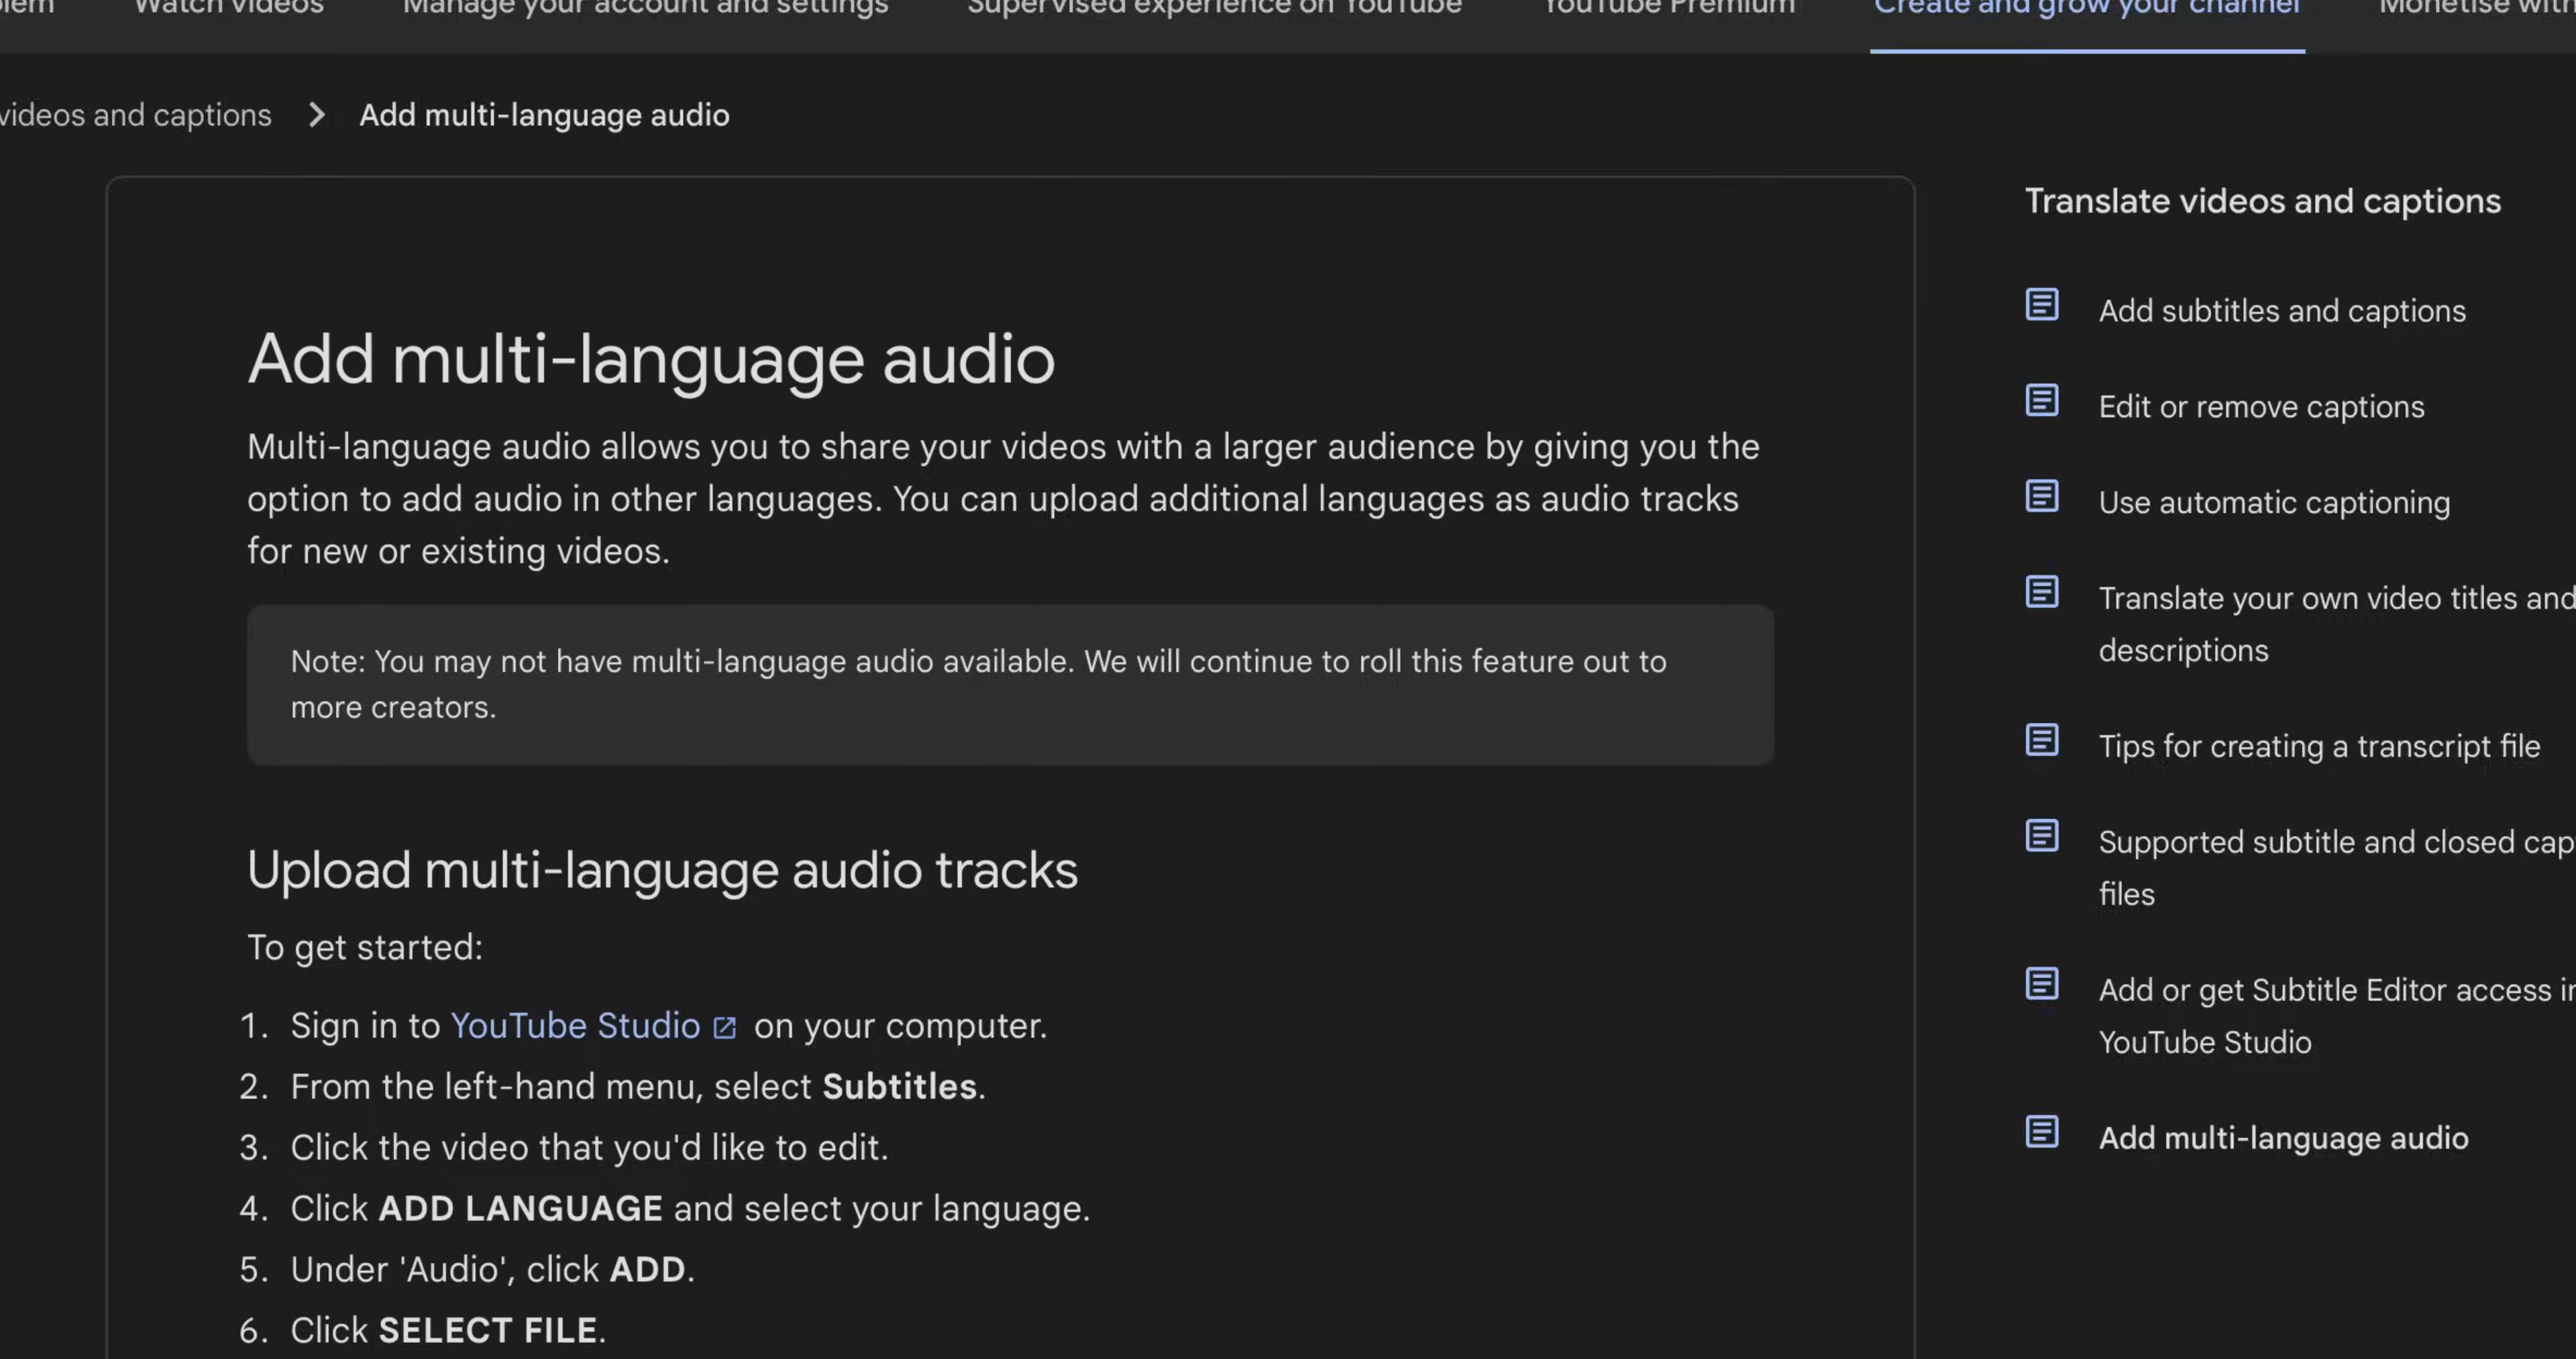 Watch videos
Manage your account and settings
Supervised experience on YouTube
YouTube Premium
Create and grow your channel
Monetise with
videos and captions
Add multi-language audio
Add multi-language audio
Multi-language audio allows you to share your videos with a larger audience by giving you the
option to add audio in other languages. You can upload additional languages as audio tracks
for new or existing videos.
Note: You may not have multi-language audio available. We will continue to roll this feature out to
more creators.
Upload multi-language audio tracks
To get started:
1. Sign in to YouTube Studio on your computer.
2. From the left-hand menu, select Subtitles.
3. Click the video that you'd like to edit.
4. Click ADD LANGUAGE and select your language.
5. Under 'Audio', click ADD.
6. Click SELECT FILE.
Translate videos and captions
Add subtitles and captions
Edit or remove captions
Use automatic captioning
Translate your own video titles and
descriptions
Tips for creating a transcript file
Supported subtitle and closed cap
files
Add or get Subtitle Editor access in
YouTube Studio
Add multi-language audio